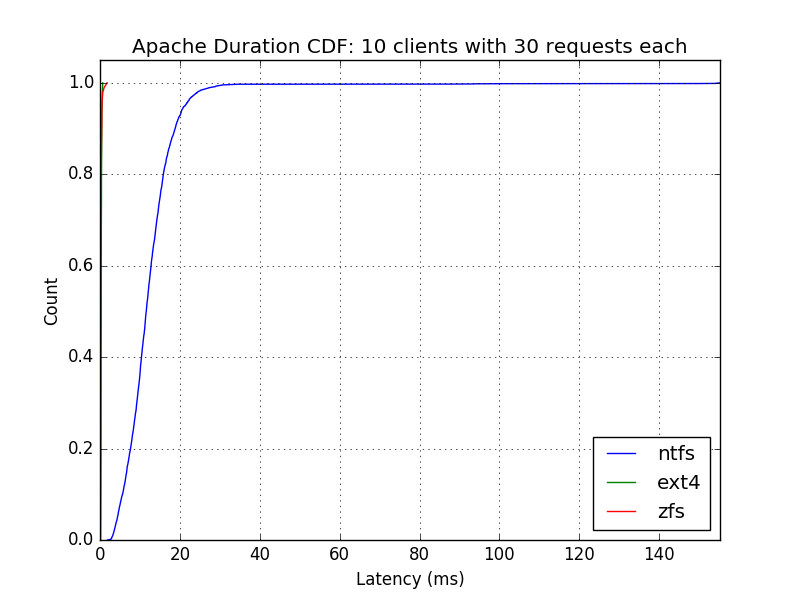 Apache Duration CDF: 10 clients with 30 requests each
1.0
0.8
0.6
0.4
0.2
0.0
Count
0 20 40 60 80 100 120 140
Latency (ms)
ntfs
ext4
zfs